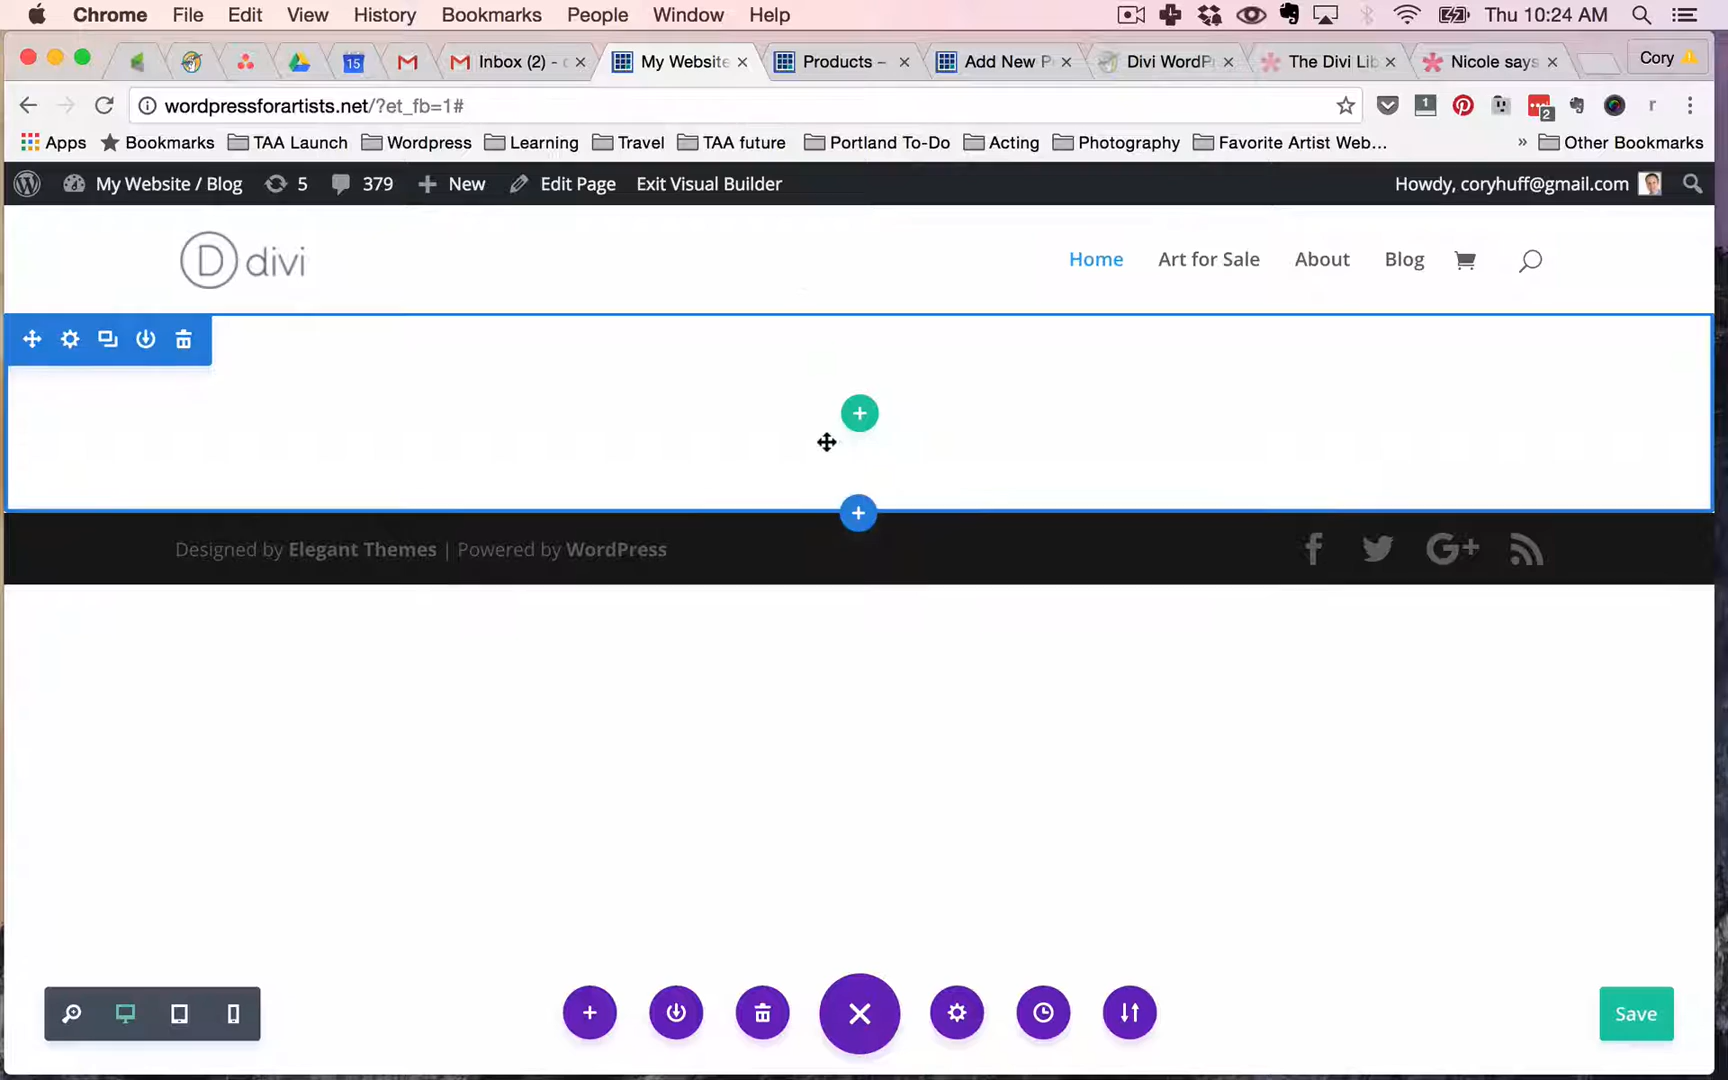 Chrome File Edit View History Bookmarks People Window Help Thu 10:24 AM
15 Inbox (2) - My Website Products – Add New P Divi WordP The Divi Lib Nicole says Cory
wordpressforartists.net/?et_fb=1# 1 2 r
Apps Bookmarks TAA Launch Wordpress Learning Travel TAA future Portland To-Do Acting Photography Favorite Artist Web... » Other Bookmarks
My Website / Blog 5 379 New Edit Page Exit Visual Builder Howdy, coryhuff@gmail.com
D divi Home Art for Sale About Blog
Designed by Elegant Themes | Powered by WordPress
Save